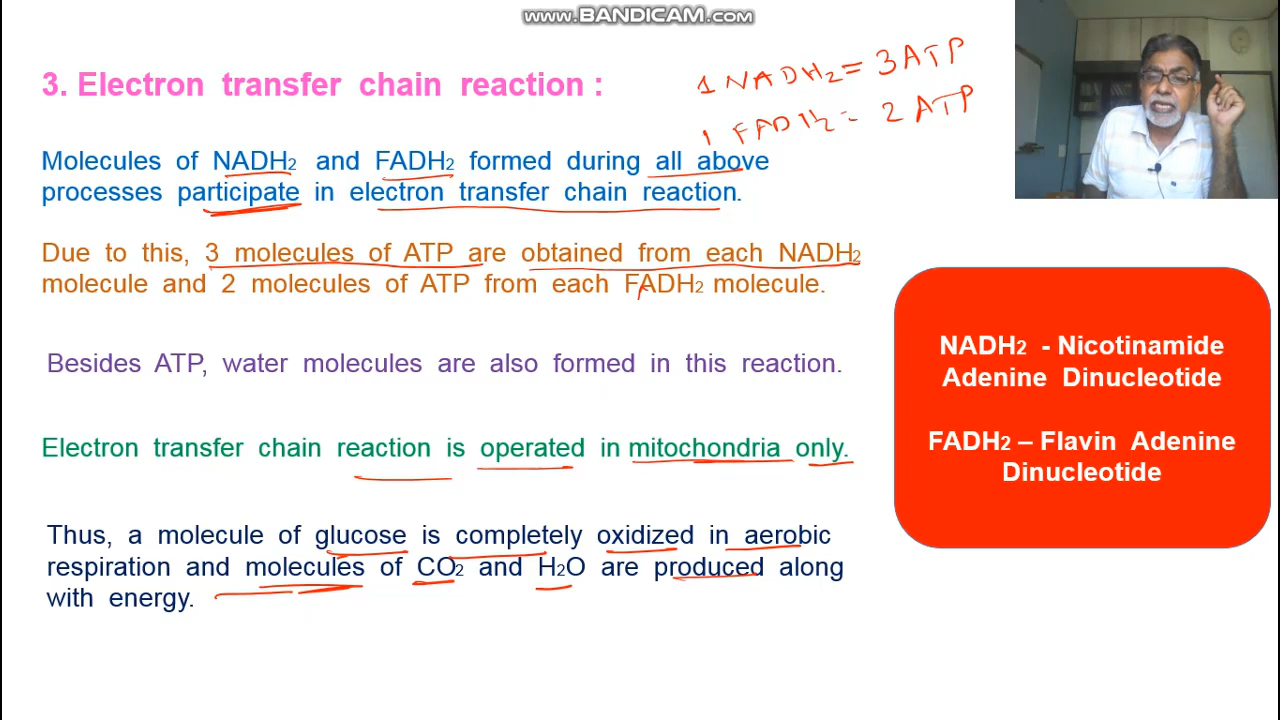 www.BANDICAM.com
3. Electron transfer chain reaction :
1 NADH2 = 3 ATP
1 FADH2 = 2 ATP
Molecules of NADH2 and FADH2 formed during all above
processes participate in electron transfer chain reaction.
Due to this, 3 molecules of ATP are obtained from each NADH2
molecule and 2 molecules of ATP from each FADH2 molecule.
Besides ATP, water molecules are also formed in this reaction.
Electron transfer chain reaction is operated in mitochondria only.
Thus, a molecule of glucose is completely oxidized in aerobic
respiration and molecules of CO2 and H2O are produced along
with energy.
NADH2 - Nicotinamide
Adenine Dinucleotide
FADH2 – Flavin Adenine
Dinucleotide